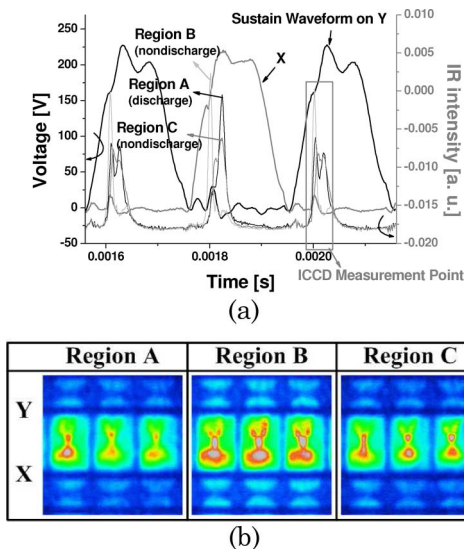 (a)
Sustain Waveform on Y
Region B
(nondischarge)
X
Region A
(discharge)
Region C
(nondischarge)
Voltage [V]
250
200
150
100
50
0
-50
IR intensity [a. u.]
0.010
0.005
0.000
-0.005
-0.010
-0.015
-0.020
0.0016
0.0018
0.0020
Time [s]
ICCD Measurement Point
(a)
Region A
Region B
Region C
Y
X
(b)